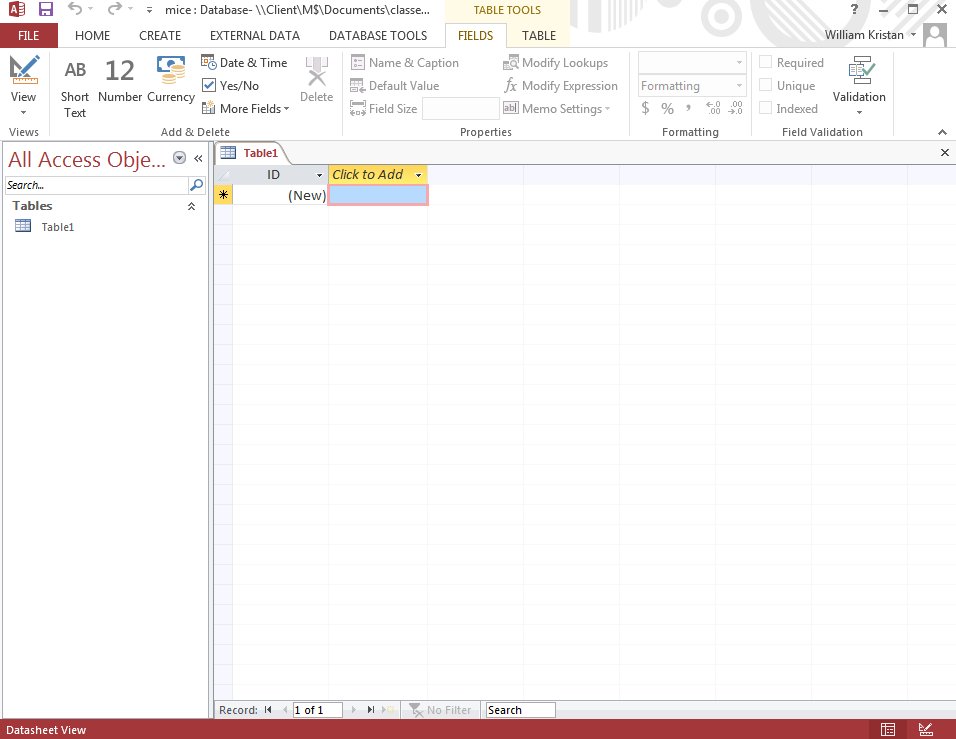 mice : Database- \\Client\M$\Documents\classe...
TABLE TOOLS
?
FILE HOME CREATE EXTERNAL DATA DATABASE TOOLS FIELDS TABLE
William Kristan
View
Views
AB
Short
Text
12
Number
Currency
Date & Time
Yes/No
More Fields
Delete
Add & Delete
Name & Caption
Default Value
Field Size
Modify Lookups
Modify Expression
Memo Settings
Properties
Formatting
$ % ,
Formatting
Required
Unique
Indexed
Validation
Field Validation
All Access Obje...
Search...
Tables
Table1
Table1
ID Click to Add
(New)
Record: 1 of 1 No Filter Search
Datasheet View